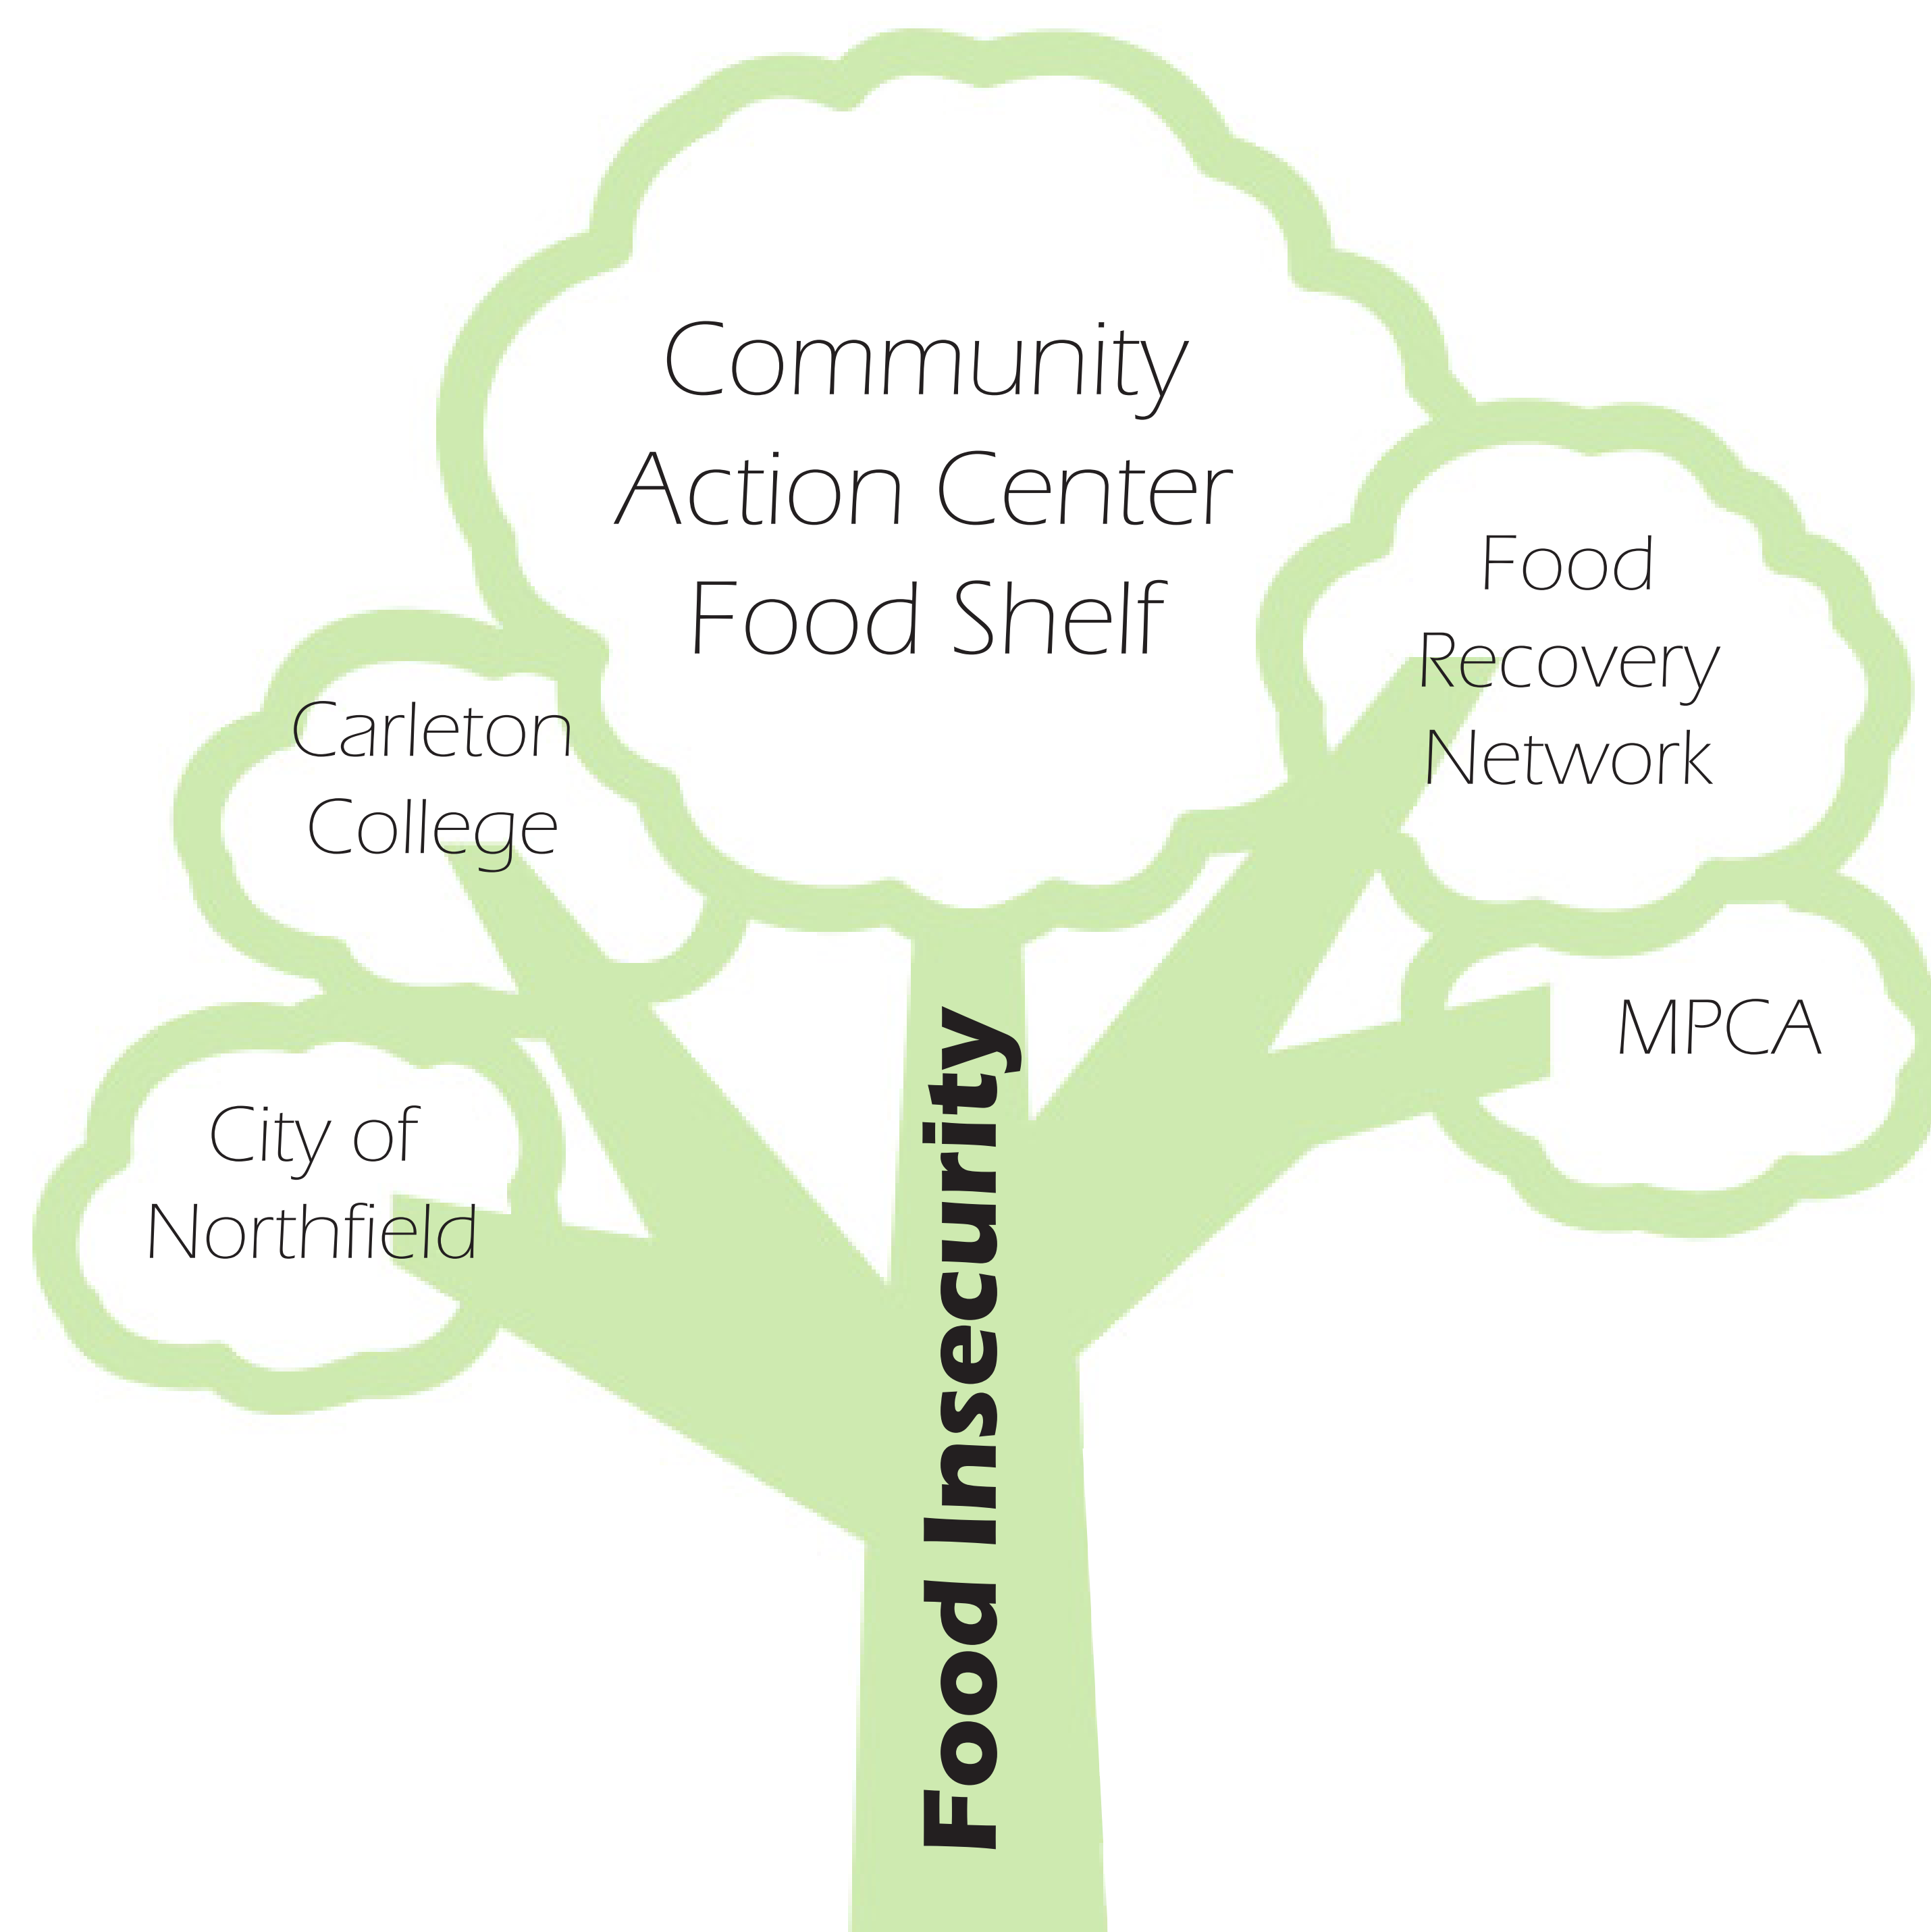 Community
Action Center
Food Shelf
Food
Recovery
Network
Carleton
College
MPCA
City of
Northfield
Food Insecurity